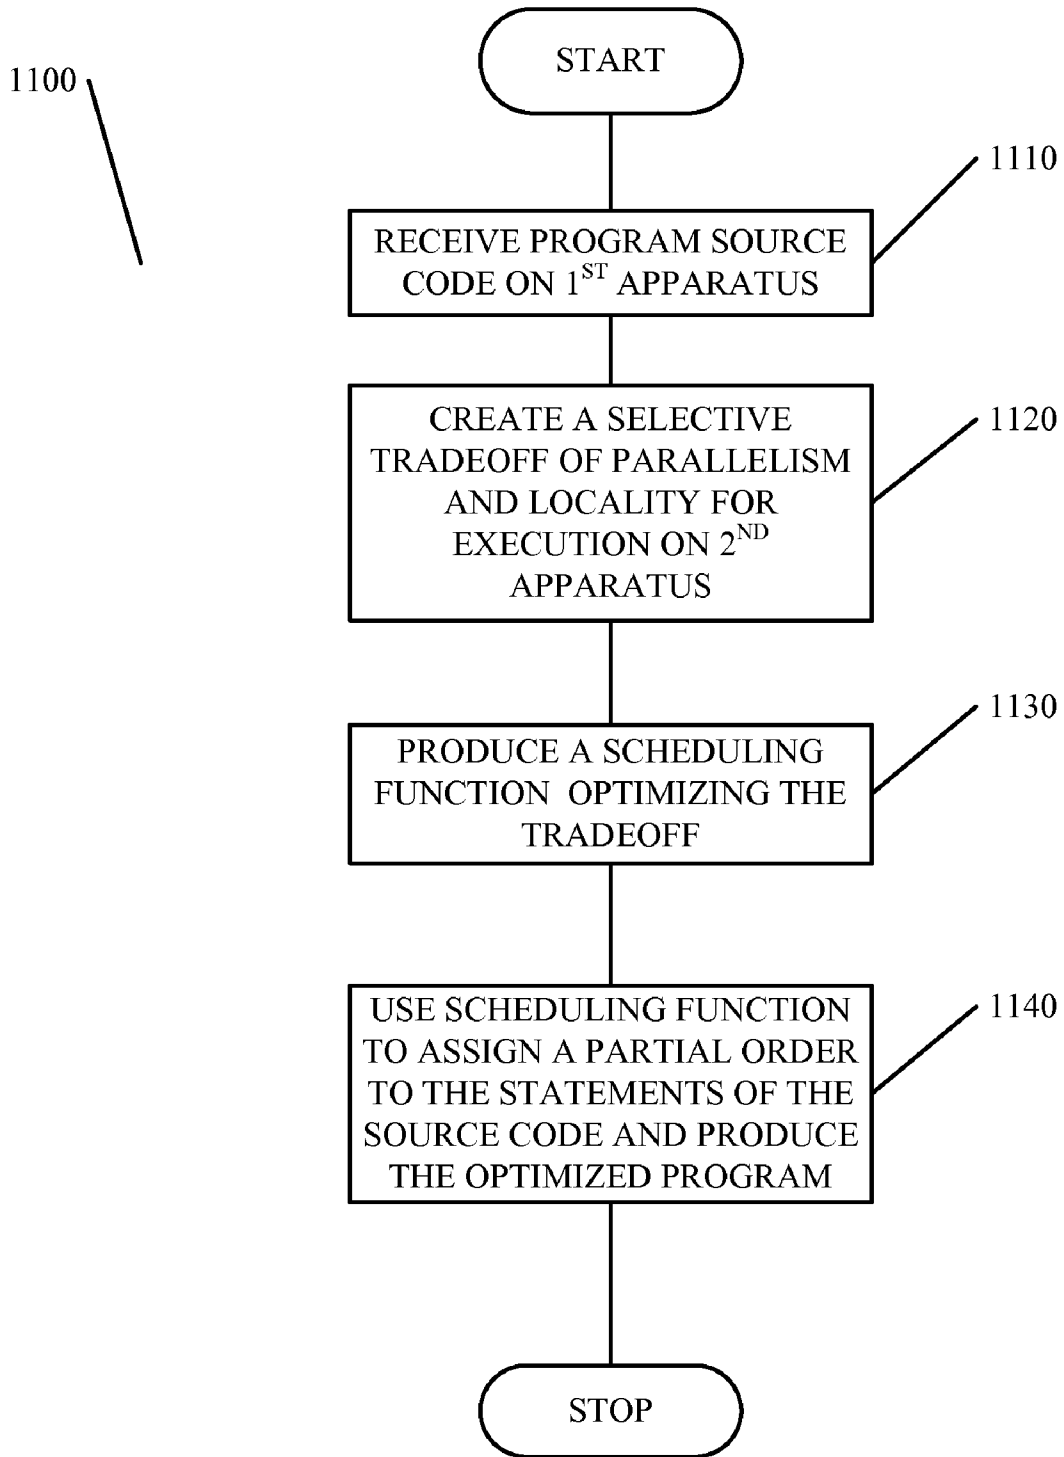 START
1100
1110
RECEIVE PROGRAM SOURCE
CODE ON 1ST APPARATUS
CREATE A SELECTIVE
TRADEOFF OF PARALLELISM
AND LOCALITY FOR
EXECUTION ON 2ND
APPARATUS
1120
1130
PRODUCE A SCHEDULING
FUNCTION OPTIMIZING THE
TRADEOFF
1140
USE SCHEDULING FUNCTION
TO ASSIGN A PARTIAL ORDER
TO THE STATEMENTS OF THE
SOURCE CODE AND PRODUCE
THE OPTIMIZED PROGRAM
STOP